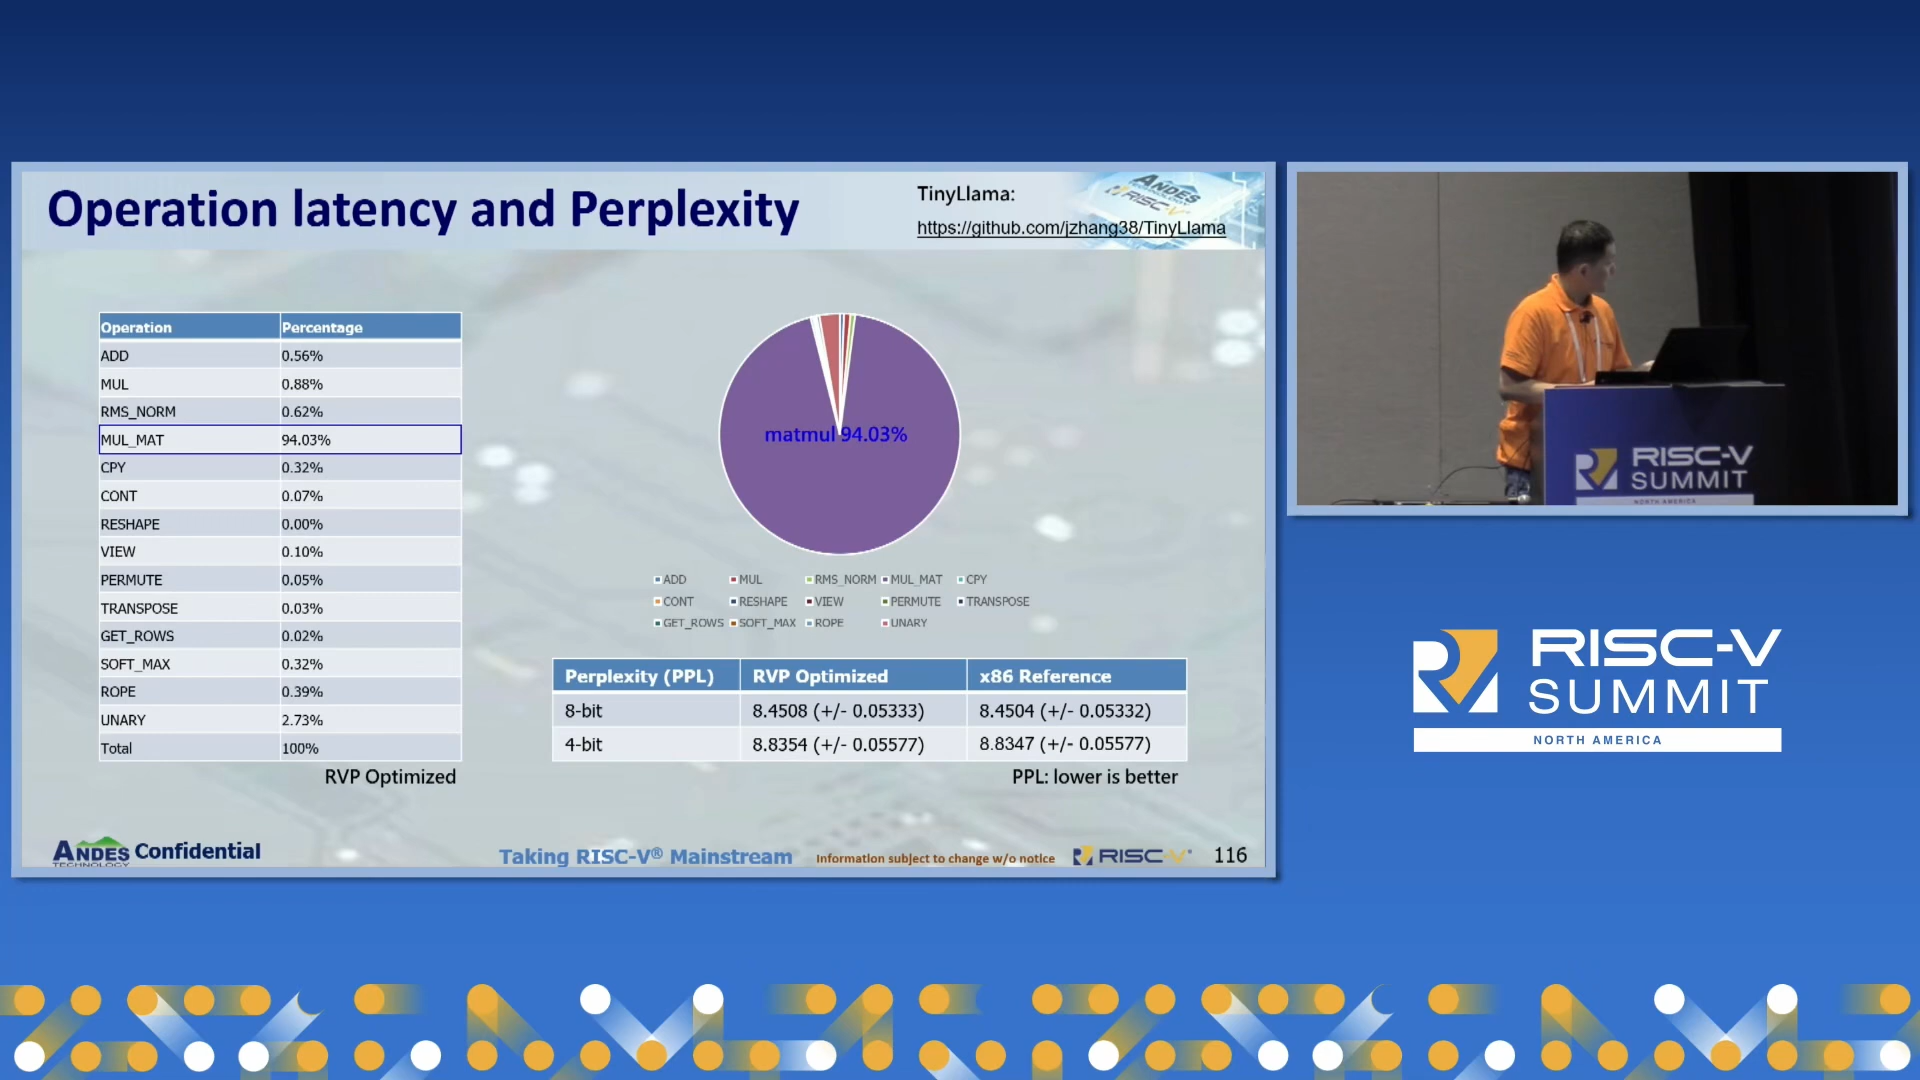 Operation latency and Perplexity
TinyLlama:
https://github.com/jzhang38/TinyLlama
ANDES
RISC-V
Operation Percentage
ADD 0.56%
MUL 0.88%
RMS_NORM 0.62%
MUL_MAT 94.03%
CPY 0.32%
CONT 0.07%
RESHAPE 0.00%
VIEW 0.10%
PERMUTE 0.05%
TRANSPOSE 0.03%
GET_ROWS 0.02%
SOFT_MAX 0.32%
ROPE 0.39%
UNARY 2.73%
Total 100%
RVP Optimized
matmul 94.03%
ADD MUL RMS_NORM MUL_MAT CPY
CONT RESHAPE VIEW PERMUTE TRANSPOSE
GET_ROWS SOFT_MAX ROPE UNARY
Perplexity (PPL) RVP Optimized x86 Reference
8-bit 8.4508 (+/- 0.05333) 8.4504 (+/- 0.05332)
4-bit 8.8354 (+/- 0.05577) 8.8347 (+/- 0.05577)
PPL: lower is better
ANDES Confidential
TECHNOLOGY
Taking RISC-V® Mainstream
Information subject to change w/o notice
RISC-V®
116
RISC-V
SUMMIT
NORTH AMERICA
RISC-V
SUMMIT
NORTH AMERICA